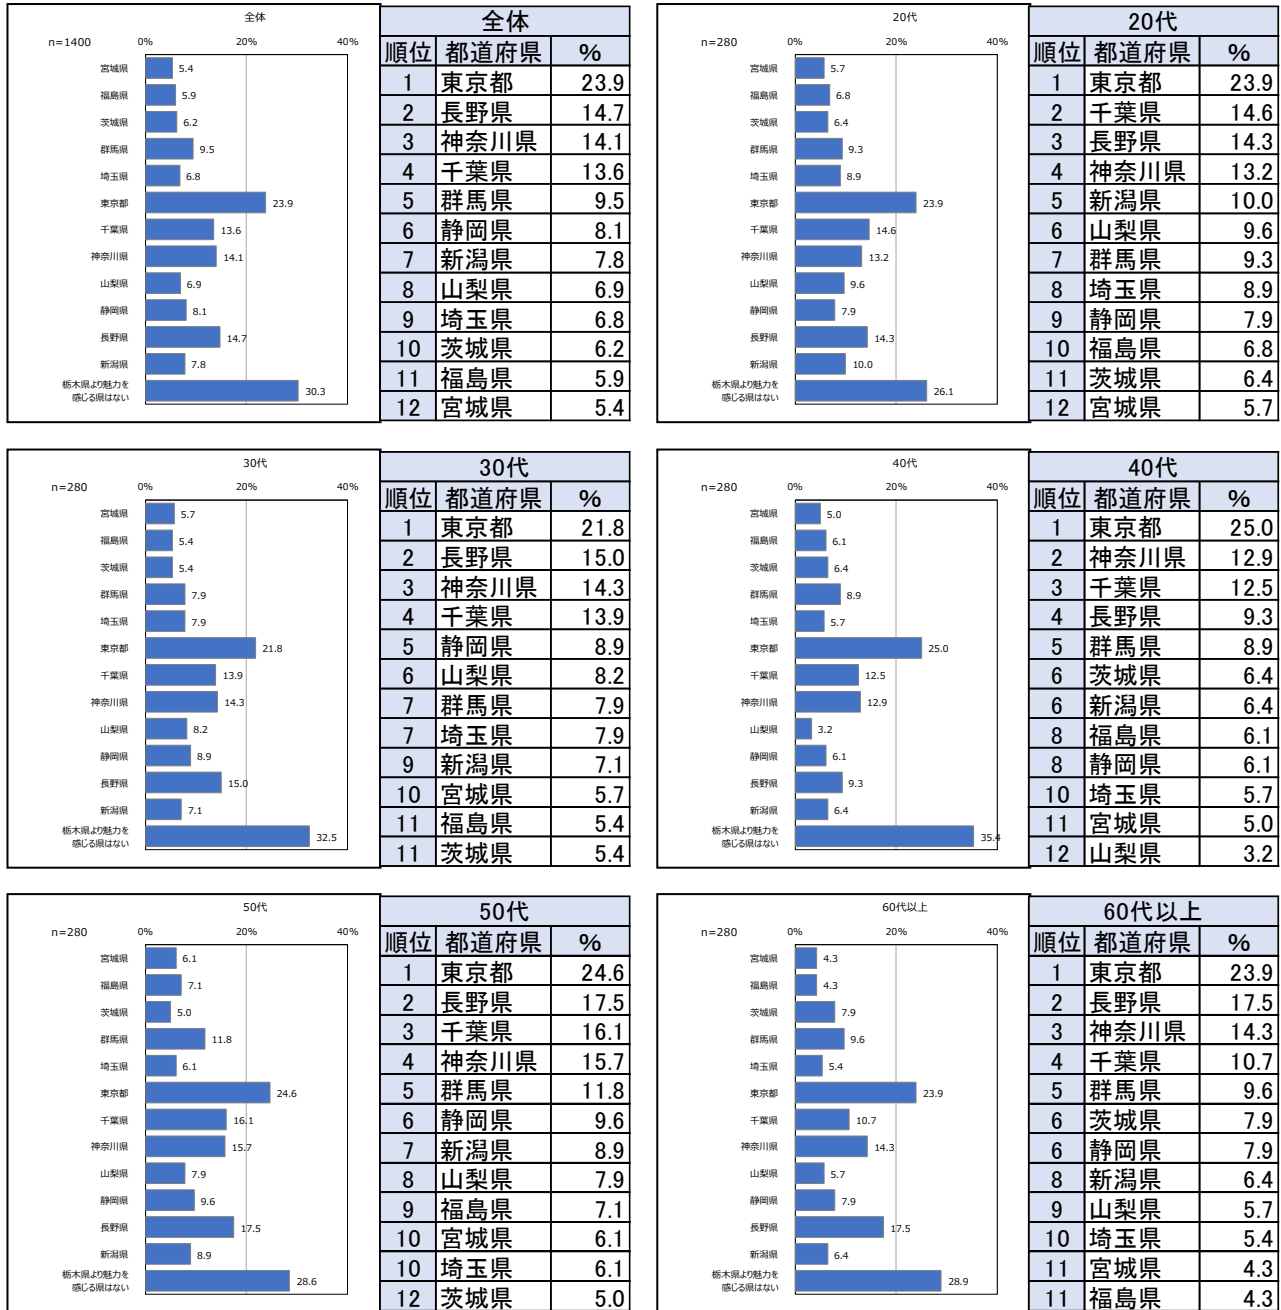 全体
n=1400 0% 20% 40%
宮城県 5.4
福島県 5.9
茨城県 6.2
群馬県 9.5
埼玉県 6.8
東京都 23.9
千葉県 13.6
神奈川県 14.1
山梨県 6.9
静岡県 8.1
長野県 14.7
新潟県 7.8
栃木県より魅力を
感じる県はない 30.3
全体
順位 都道府県 %
1 東京都 23.9
2 長野県 14.7
3 神奈川県 14.1
4 千葉県 13.6
5 群馬県 9.5
6 静岡県 8.1
7 新潟県 7.8
8 山梨県 6.9
9 埼玉県 6.8
10 茨城県 6.2
11 福島県 5.9
12 宮城県 5.4
20代
n=280 0% 20% 40%
宮城県 5.7
福島県 6.8
茨城県 6.4
群馬県 9.3
埼玉県 8.9
東京都 23.9
千葉県 14.6
神奈川県 13.2
山梨県 9.6
静岡県 7.9
長野県 14.3
新潟県 10.0
栃木県より魅力を
感じる県はない 26.1
20代
順位 都道府県 %
1 東京都 23.9
2 千葉県 14.6
3 長野県 14.3
4 神奈川県 13.2
5 新潟県 10.0
6 山梨県 9.6
7 群馬県 9.3
8 埼玉県 8.9
9 静岡県 7.9
10 福島県 6.8
11 茨城県 6.4
12 宮城県 5.7
30代
n=280 0% 20% 40%
宮城県 5.7
福島県 5.4
茨城県 5.4
群馬県 7.9
埼玉県 7.9
東京都 21.8
千葉県 13.9
神奈川県 14.3
山梨県 8.2
静岡県 8.9
長野県 15.0
新潟県 7.1
栃木県より魅力を
感じる県はない 32.5
30代
順位 都道府県 %
1 東京都 21.8
2 長野県 15.0
3 神奈川県 14.3
4 千葉県 13.9
5 静岡県 8.9
6 山梨県 8.2
7 群馬県 7.9
7 埼玉県 7.9
9 新潟県 7.1
10 宮城県 5.7
11 福島県 5.4
11 茨城県 5.4
40代
n=280 0% 20% 40%
宮城県 5.0
福島県 6.1
茨城県 6.4
群馬県 8.9
埼玉県 5.7
東京都 25.0
千葉県 12.5
神奈川県 12.9
山梨県 3.2
静岡県 6.1
長野県 9.3
新潟県 6.4
栃木県より魅力を
感じる県はない 35.4
40代
順位 都道府県 %
1 東京都 25.0
2 神奈川県 12.9
3 千葉県 12.5
4 長野県 9.3
5 群馬県 8.9
6 茨城県 6.4
6 新潟県 6.4
8 福島県 6.1
8 静岡県 6.1
10 埼玉県 5.7
11 宮城県 5.0
12 山梨県 3.2
50代
n=280 0% 20% 40%
宮城県 6.1
福島県 7.1
茨城県 5.0
群馬県 11.8
埼玉県 6.1
東京都 24.6
千葉県 16.1
神奈川県 15.7
山梨県 7.9
静岡県 9.6
長野県 17.5
新潟県 8.9
栃木県より魅力を
感じる県はない 28.6
50代
順位 都道府県 %
1 東京都 24.6
2 長野県 17.5
3 千葉県 16.1
4 神奈川県 15.7
5 群馬県 11.8
6 静岡県 9.6
7 新潟県 8.9
8 山梨県 7.9
9 福島県 7.1
10 宮城県 6.1
10 埼玉県 6.1
12 茨城県 5.0
60代以上
n=280 0% 20% 40%
宮城県 4.3
福島県 4.3
茨城県 7.9
群馬県 9.6
埼玉県 5.4
東京都 23.9
千葉県 10.7
神奈川県 14.3
山梨県 5.7
静岡県 7.9
長野県 17.5
新潟県 6.4
栃木県より魅力を
感じる県はない 28.9
60代以上
順位 都道府県 %
1 東京都 23.9
2 長野県 17.5
3 神奈川県 14.3
4 千葉県 10.7
5 群馬県 9.6
6 茨城県 7.9
6 静岡県 7.9
8 新潟県 6.4
9 山梨県 5.7
10 埼玉県 5.4
11 宮城県 4.3
11 福島県 4.3